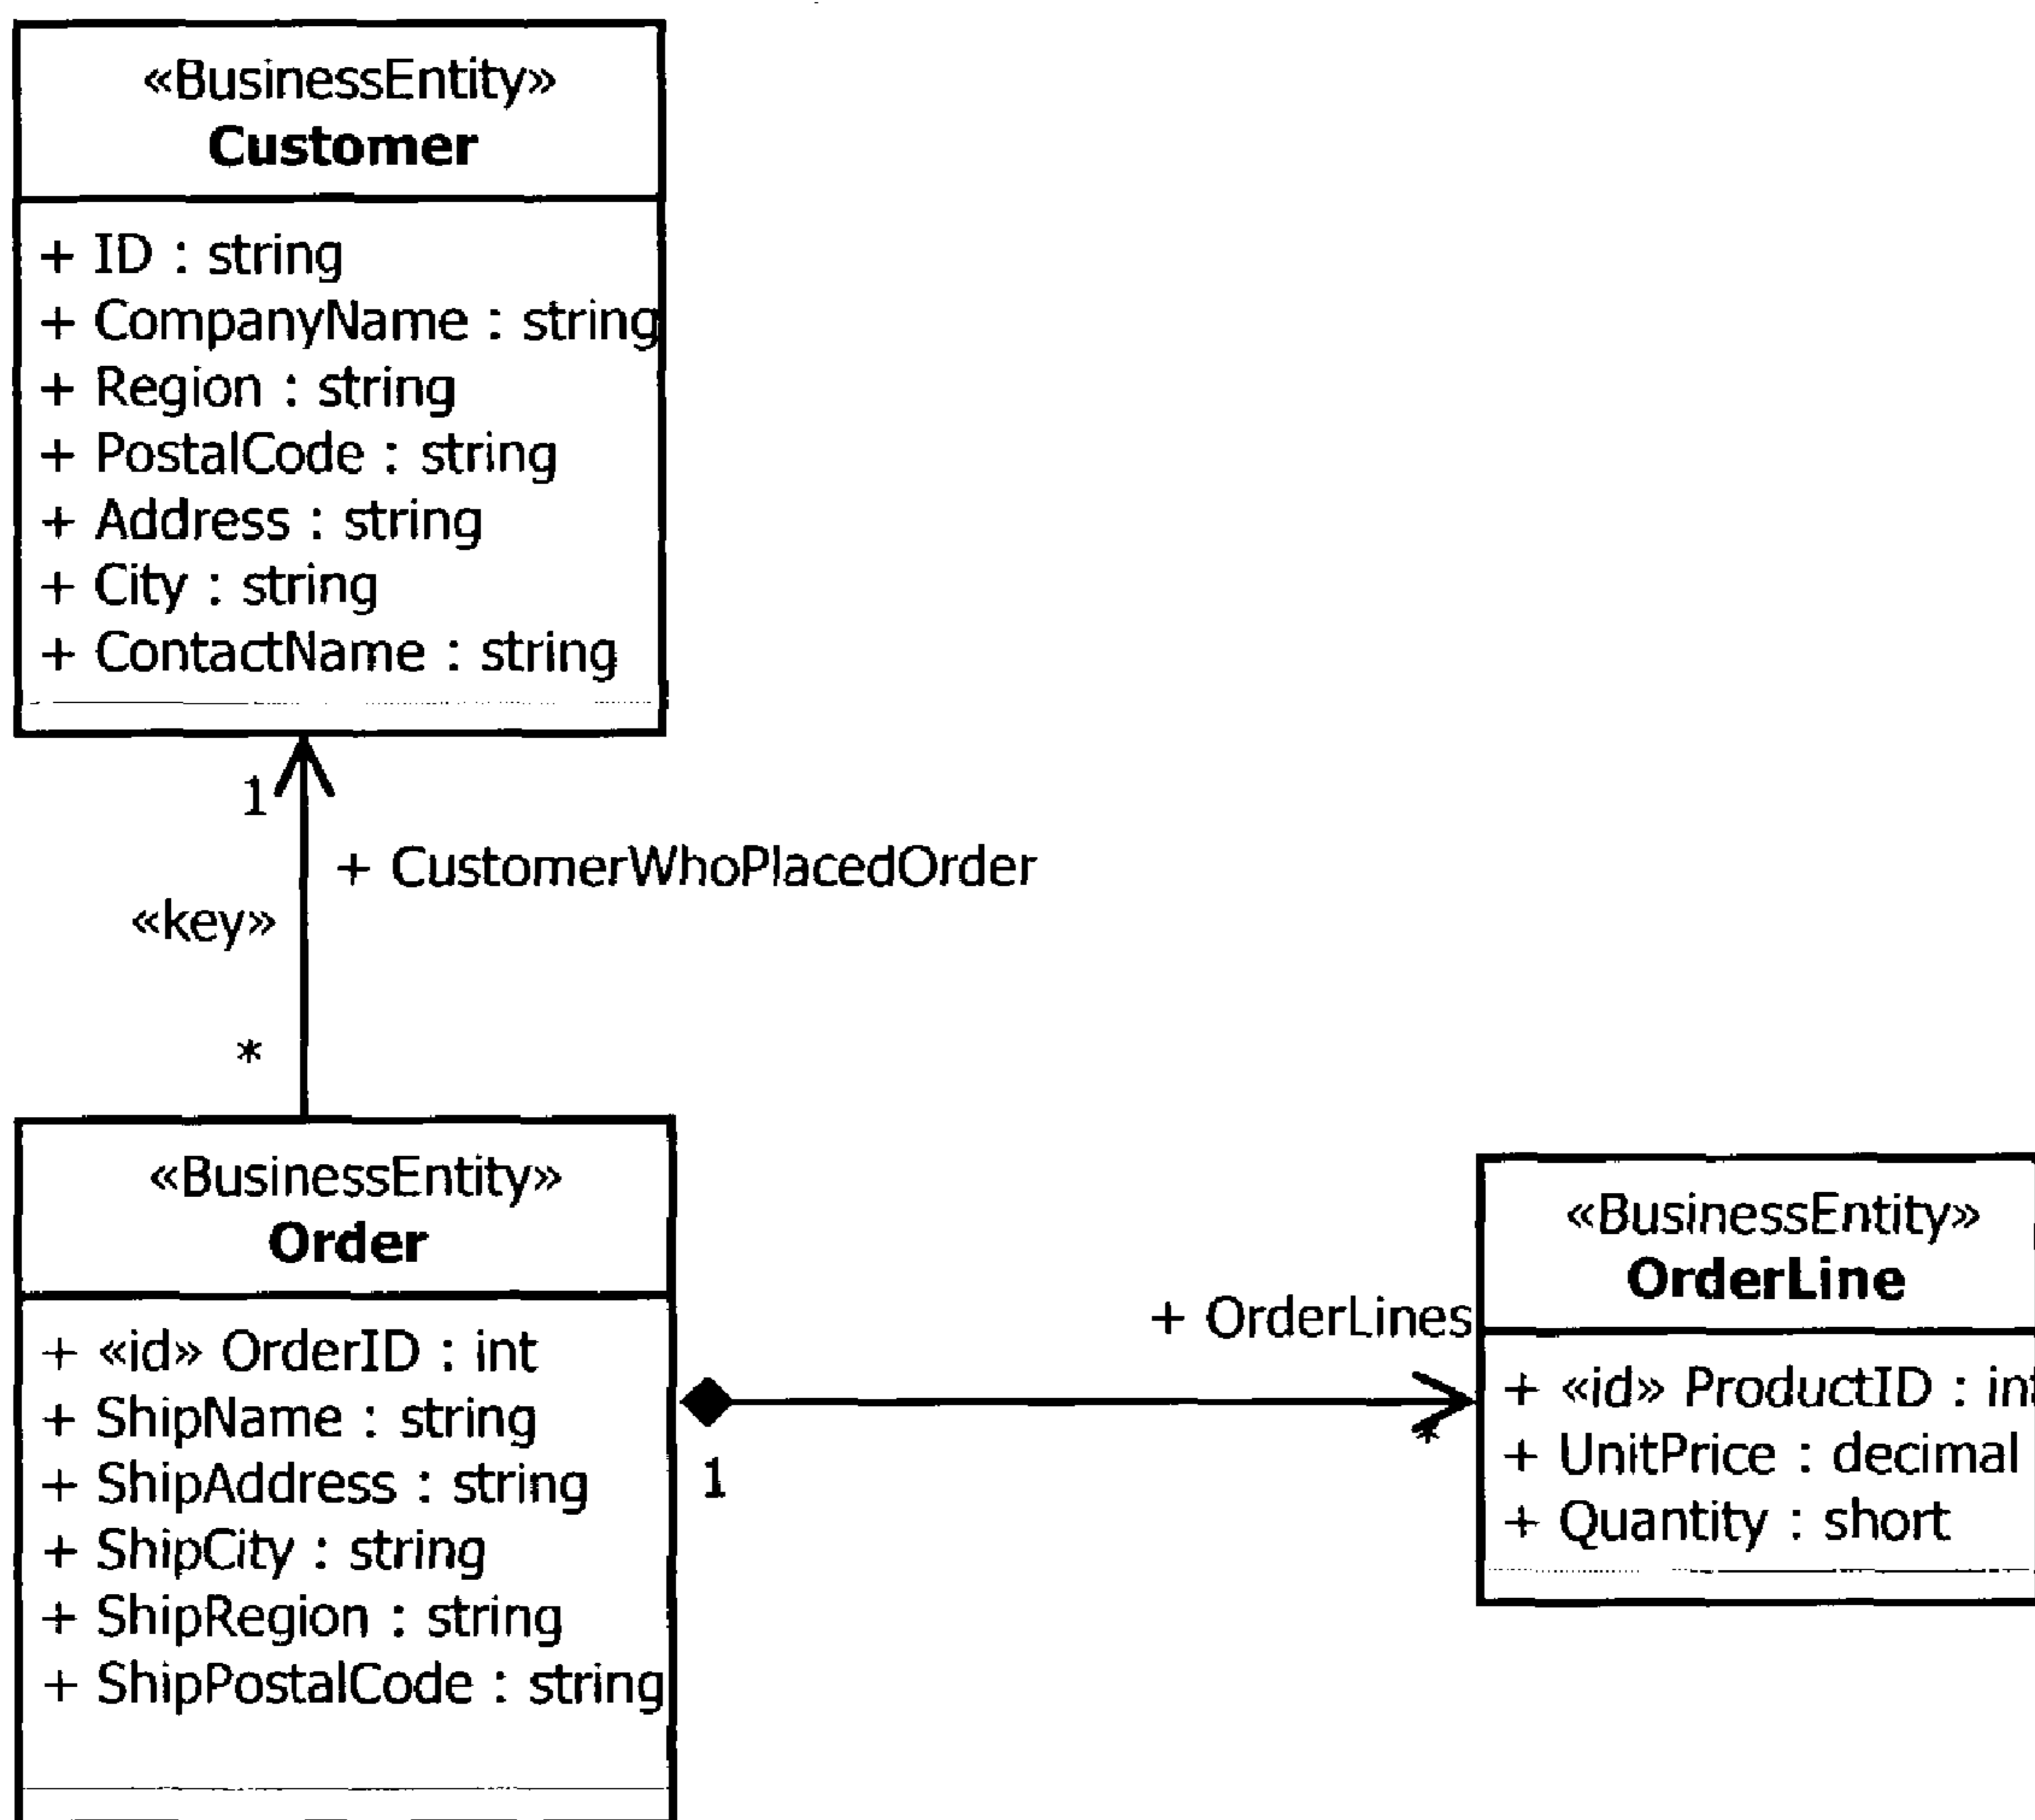 «BusinessEntity»
Customer
+ ID : string
+ CompanyName : string
+ Region : string
+ PostalCode : string
+ Address : string
+ City : string
+ ContactName : string
1
+ CustomerWhoPlacedOrder
«key»
*
«BusinessEntity»
Order
+ «id» OrderID : int
+ ShipName : string
+ ShipAddress : string
+ ShipCity : string
+ ShipRegion : string
+ ShipPostalCode : string
1
+ OrderLines
*
«BusinessEntity»
OrderLine
+ «id» ProductID : int
+ UnitPrice : decimal
+ Quantity : short